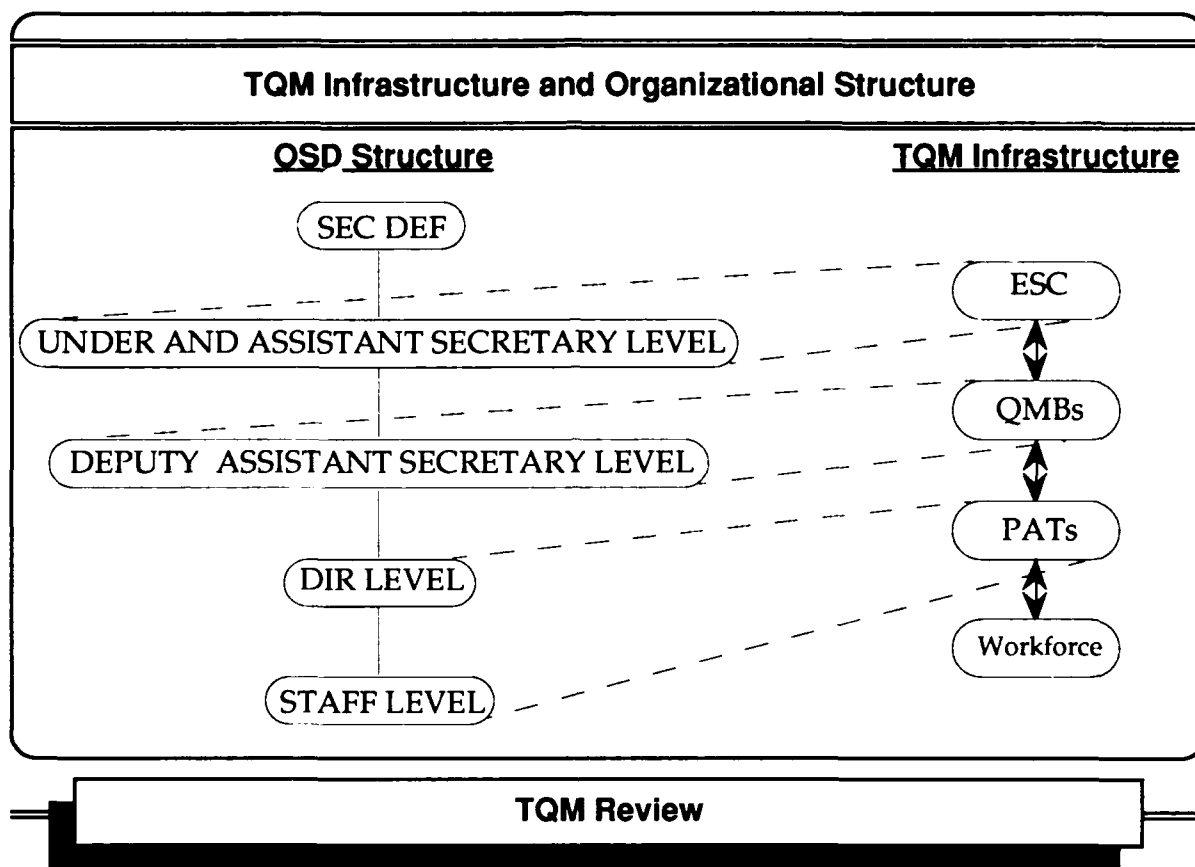 TQM Infrastructure and Organizational Structure
OSD Structure
TQM Infrastructure
SEC DEF
ESC
UNDER AND ASSISTANT SECRETARY LEVEL
QMBs
DEPUTY ASSISTANT SECRETARY LEVEL
PATs
DIR LEVEL
Workforce
STAFF LEVEL
TQM Review